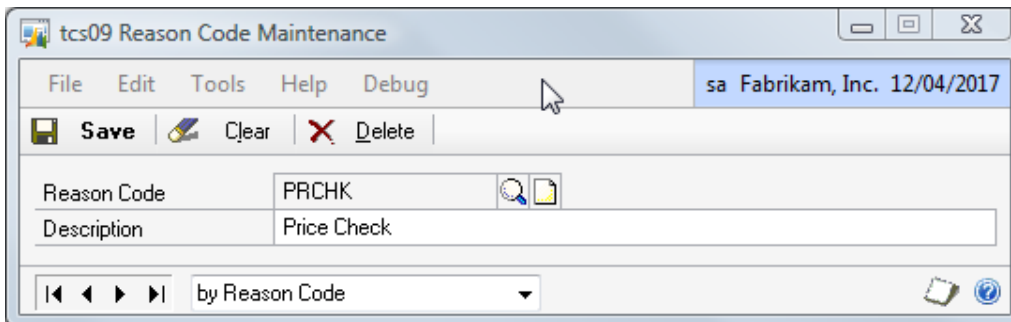 tcs09 Reason Code Maintenance
File Edit Tools Help Debug sa Fabrikam, Inc. 12/04/2017
Save Clear Delete
Reason Code PRCHK
Description Price Check
by Reason Code